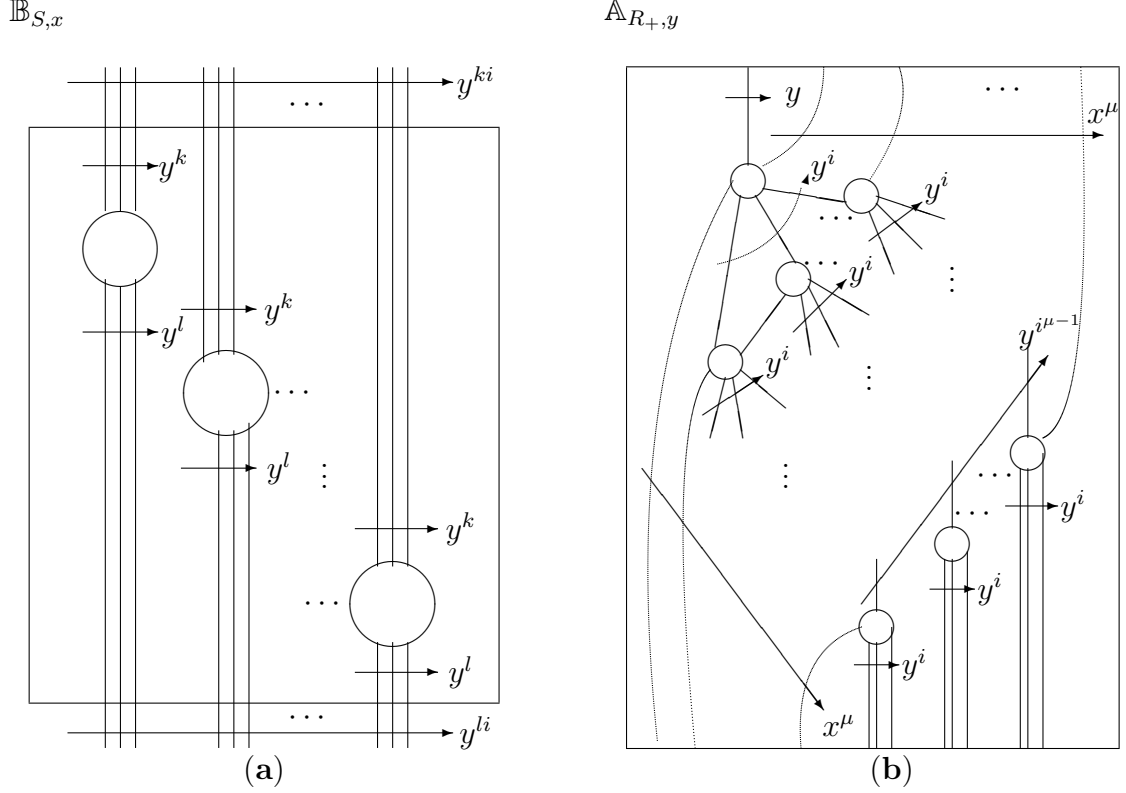 𝔹_{S,x}
y^{ki}
...
y^k
y^l
y^k
...
y^l
⋮
y^k
...
y^l
...
y^{li}
(a)
𝔸_{R_+,y}
y
...
x^μ
y^i
y^i
...
...
y^i
⋮
y^i
⋮
y^{i^{μ-1}}
⋮
...
y^i
...
y^i
y^i
x^μ
(b)